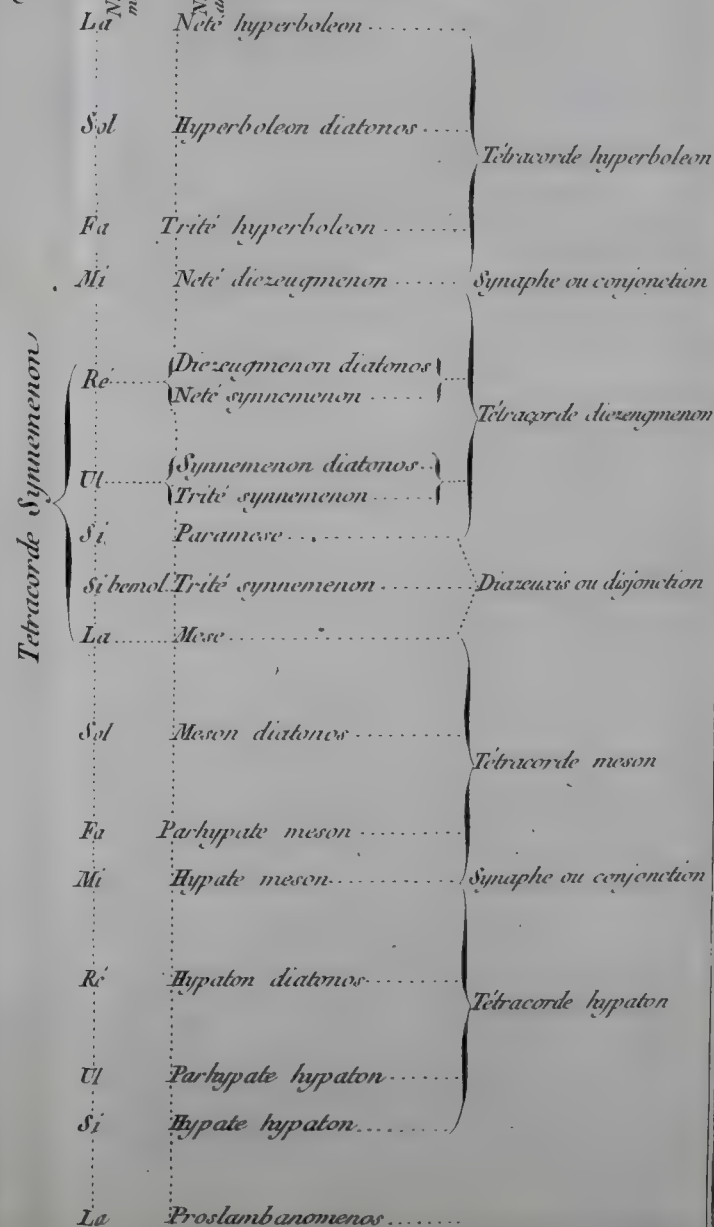 La Neté hyperboleon
Sol Hyperboleon diatonos
Tétracorde hyperboleon
Fa Trité hyperboleon
Mi Neté diezeugmenon Synaphe ou conjonction
Tetracorde Synnemenon
Ré Diezeugmenon diatonos
Neté synnemenon
Tétracorde diezeugmenon
Ut Synnemenon diatonos
Trité synnemenon
Si Paramese
Si bemol Trité synnemenon Diazeuxis ou disjonction
La Mese
Sol Meson diatonos
Tétracorde meson
Fa Parhypate meson
Mi Hypate meson Synaphe ou conjonction
Ré Hypaton diatonos
Tétracorde hypaton
Ut Parhypate hypaton
Si Hypate hypaton
La Proslambanomenos